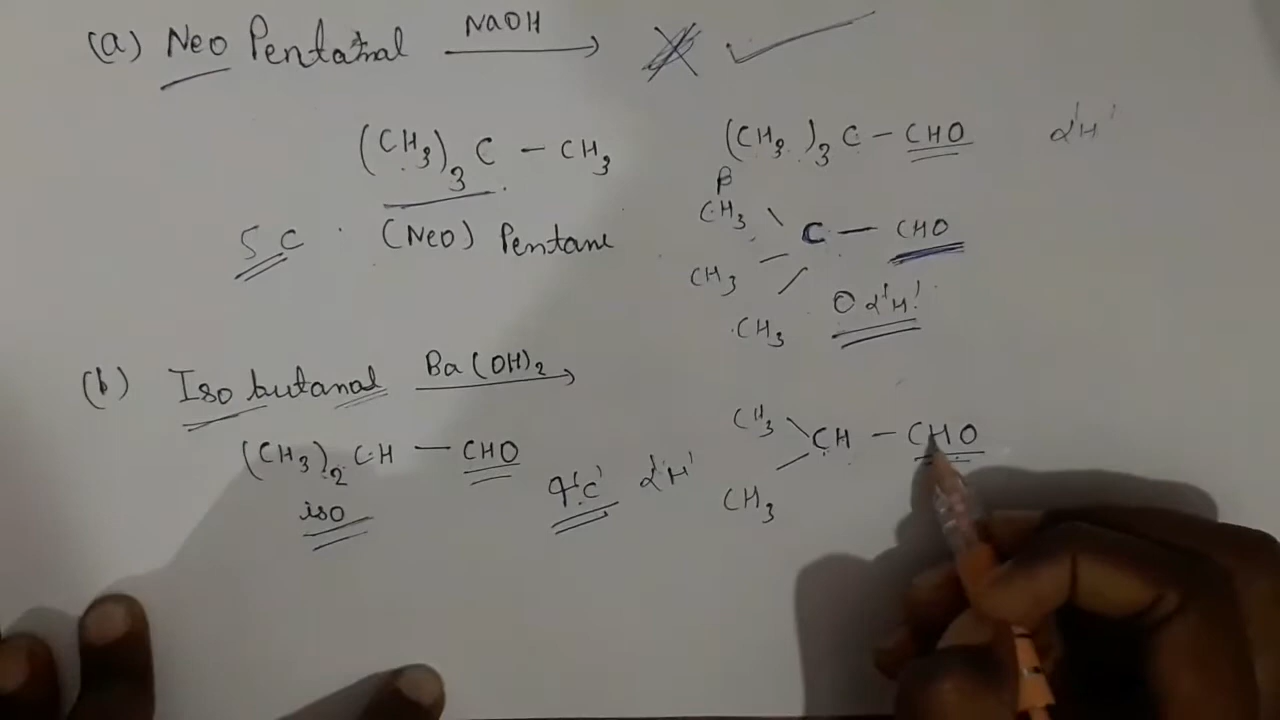 (a) Neo Pentanal NaOH
(CH3)3 C - CH3
5 C (Neo) Pentane
(CH3)3 C - CHO α'H'
β
CH3
C - CHO
CH3
CH3 0 α'H'
(b) Iso butanal Ba(OH)2
(CH3)2 CH - CHO
iso
4'C' α'H'
CH3
CH - CHO
CH3